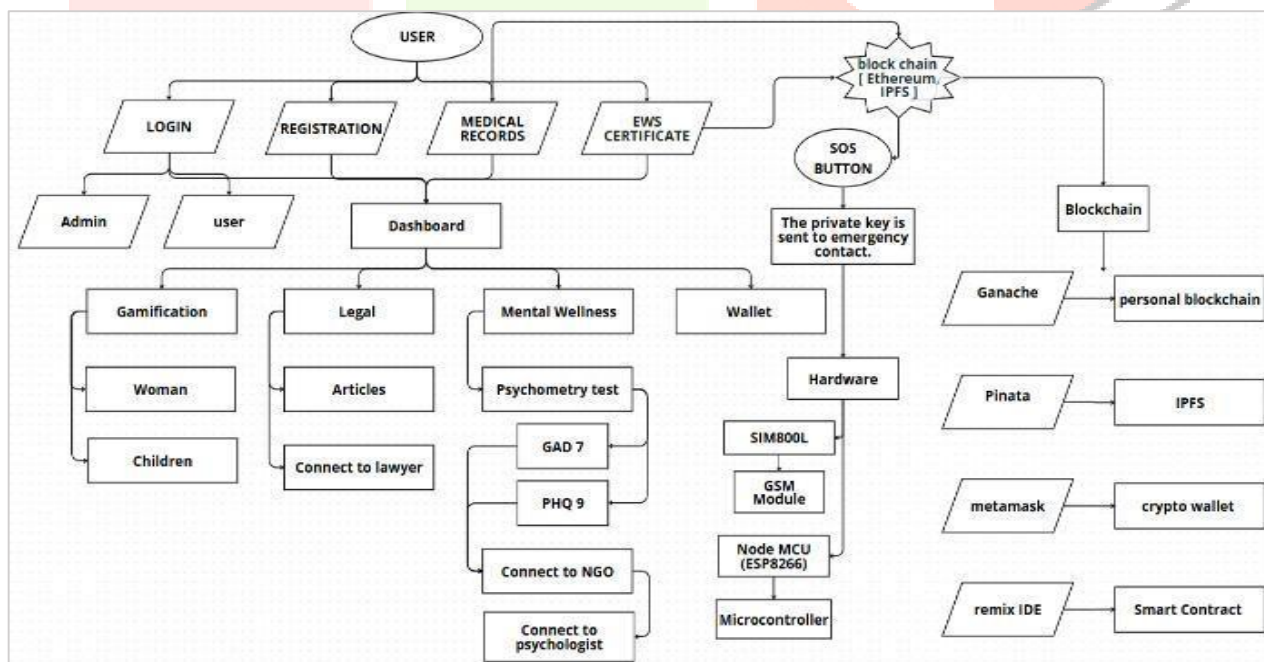 USER
block chain
[ Ethereum,
IPFS ]
LOGIN
REGISTRATION
MEDICAL
RECORDS
EWS
CERTIFICATE
SOS
BUTTON
Admin
user
Dashboard
The private key is
sent to emergency
contact.
Blockchain
Gamification
Legal
Mental Wellness
Wallet
Ganache
personal blockchain
Woman
Articles
Psychometry test
Hardware
Pinata
IPFS
Children
Connect to lawyer
GAD 7
SIM800L
GSM
Module
PHQ 9
metamask
crypto wallet
Node MCU
(ESP8266)
Connect to NGO
Microcontroller
remix IDE
Smart Contract
Connect to
psychologist